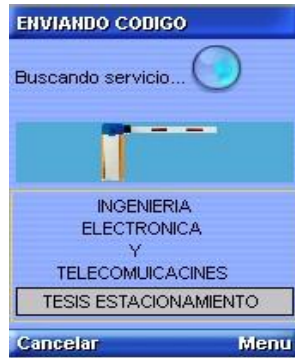 ENVIANDO CODIGO
Buscando servicio...
INGENIERIA
ELECTRONICA
Y
TELECOMUICACINES
TESIS ESTACIONAMIENTO
Cancelar Menu